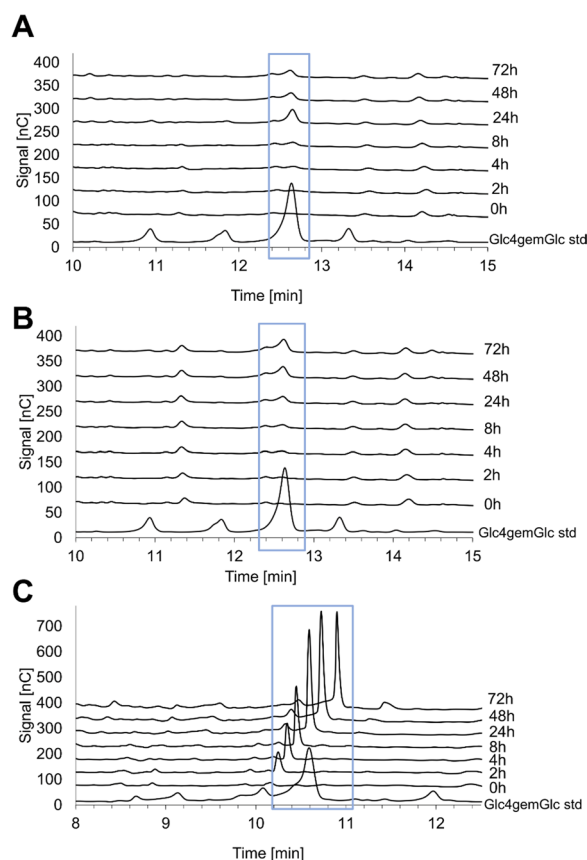 A
400
350
300
250
200
150
100
50
0
Signal [nC]
72h
48h
24h
8h
4h
2h
0h
Glc4gemGlc std
10 11 12 13 14 15
Time [min]
B
400
350
300
250
200
150
100
50
0
Signal [nC]
72h
48h
24h
8h
4h
2h
0h
Glc4gemGlc std
10 11 12 13 14 15
Time [min]
C
700
600
500
400
300
200
100
0
Signal [nC]
72h
48h
24h
8h
4h
2h
0h
Glc4gemGlc std
8 9 10 11 12
Time [min]